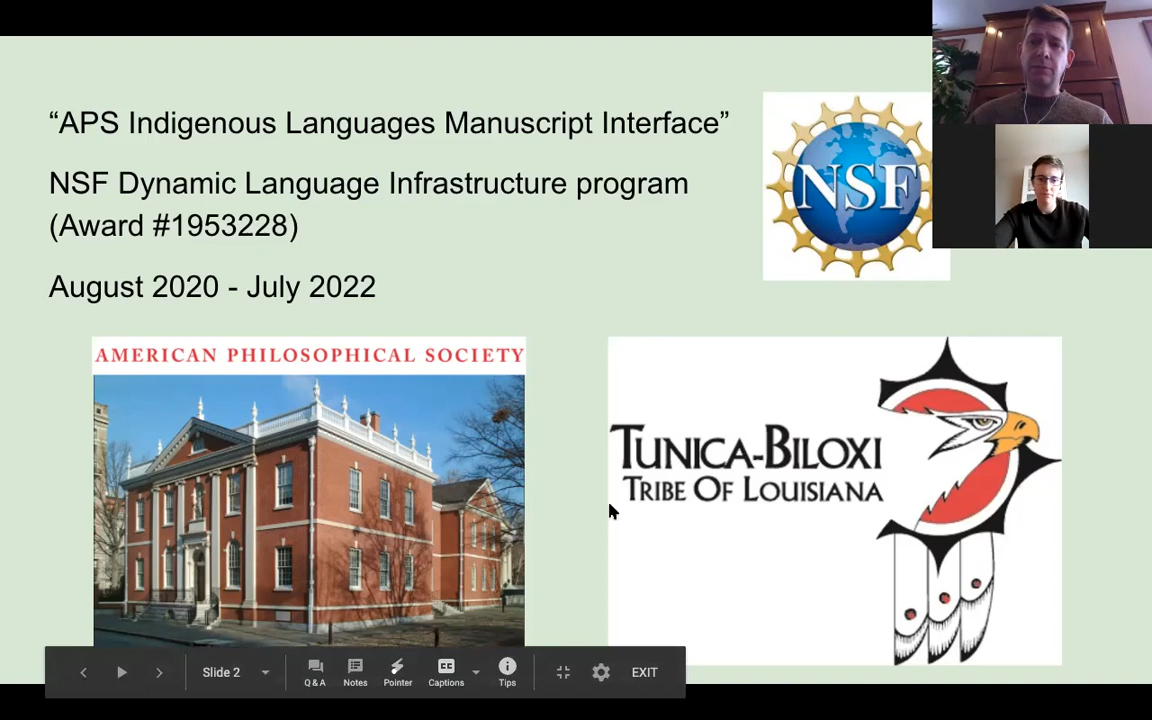 “APS Indigenous Languages Manuscript Interface”
NSF Dynamic Language Infrastructure program
(Award #1953228)
August 2020 - July 2022
NSF
AMERICAN PHILOSOPHICAL SOCIETY
TUNICA-BILOXI
TRIBE OF LOUISIANA
Slide 2
Q & A
Notes
Pointer
CC
Captions
Tips
EXIT